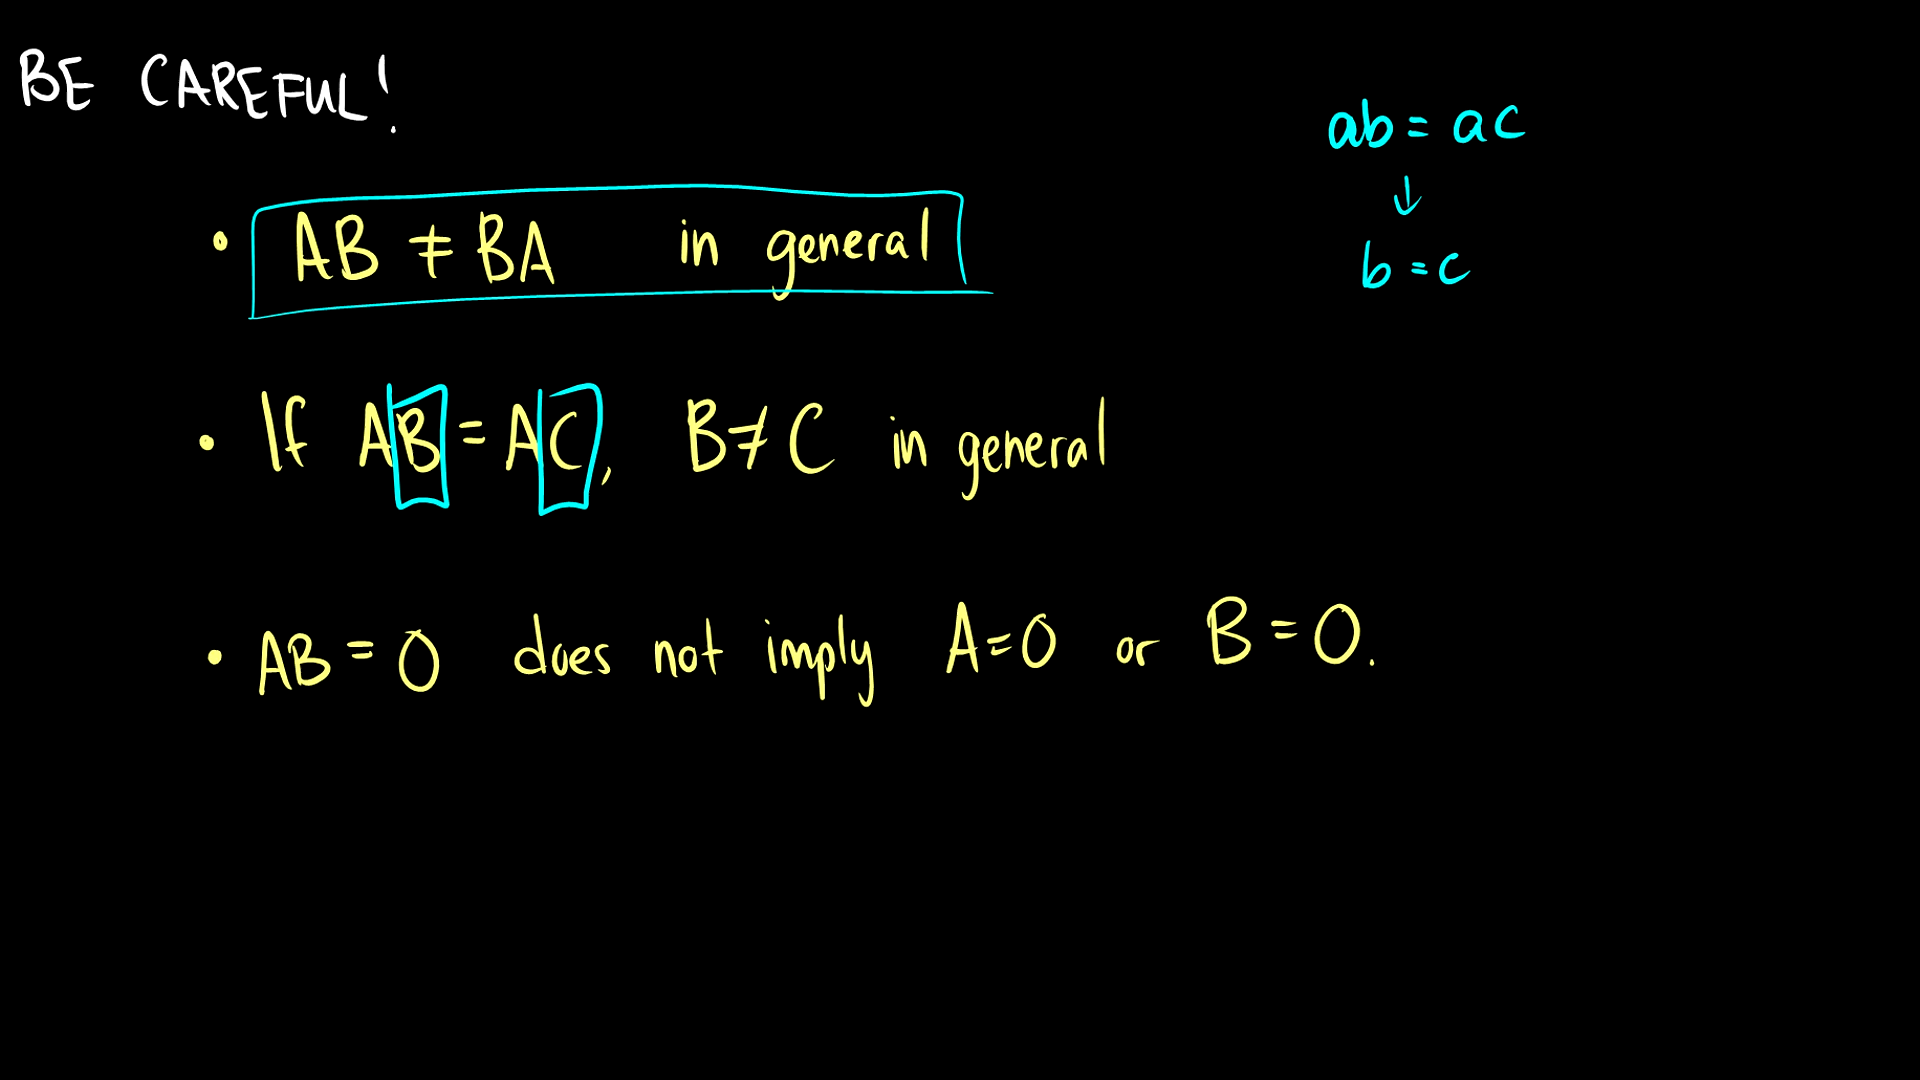 BE CAREFUL!
ab = ac
↓
b = c
• AB ≠ BA in general
• If AB = AC, B ≠ C in general
• AB = 0 does not imply A = 0 or B = 0.